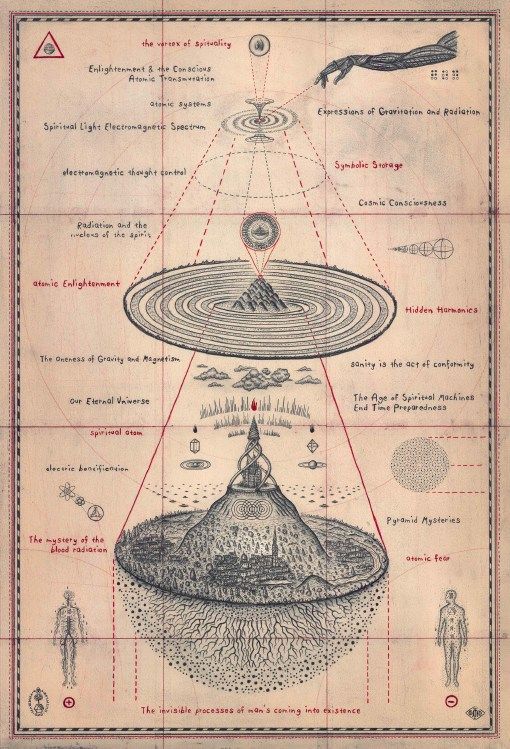 the vortex of spituality
Enlightenment & the Conscious
Atomic Transmutation
atomic systems
Expressions of Gravitation and Radiation
Spiritual Light Electromagnetic Spectrum
Symbolic Storage
electromagnetic thought control
Cosmic Consciousness
Radiation and the
nucleus of the spirit
atomic Enlightenment
Hidden Harmonics
The Oneness of Gravity and Magnetism
sanity is the act of conformity
our Eternal Universe
The Age of Spiritual Machines
End Time Preparedness
spiritual atom
electric benification
Pyramid Mysteries
The mystery of the
blood radiation
atomic fear
The invisible processes of man's coming into existence